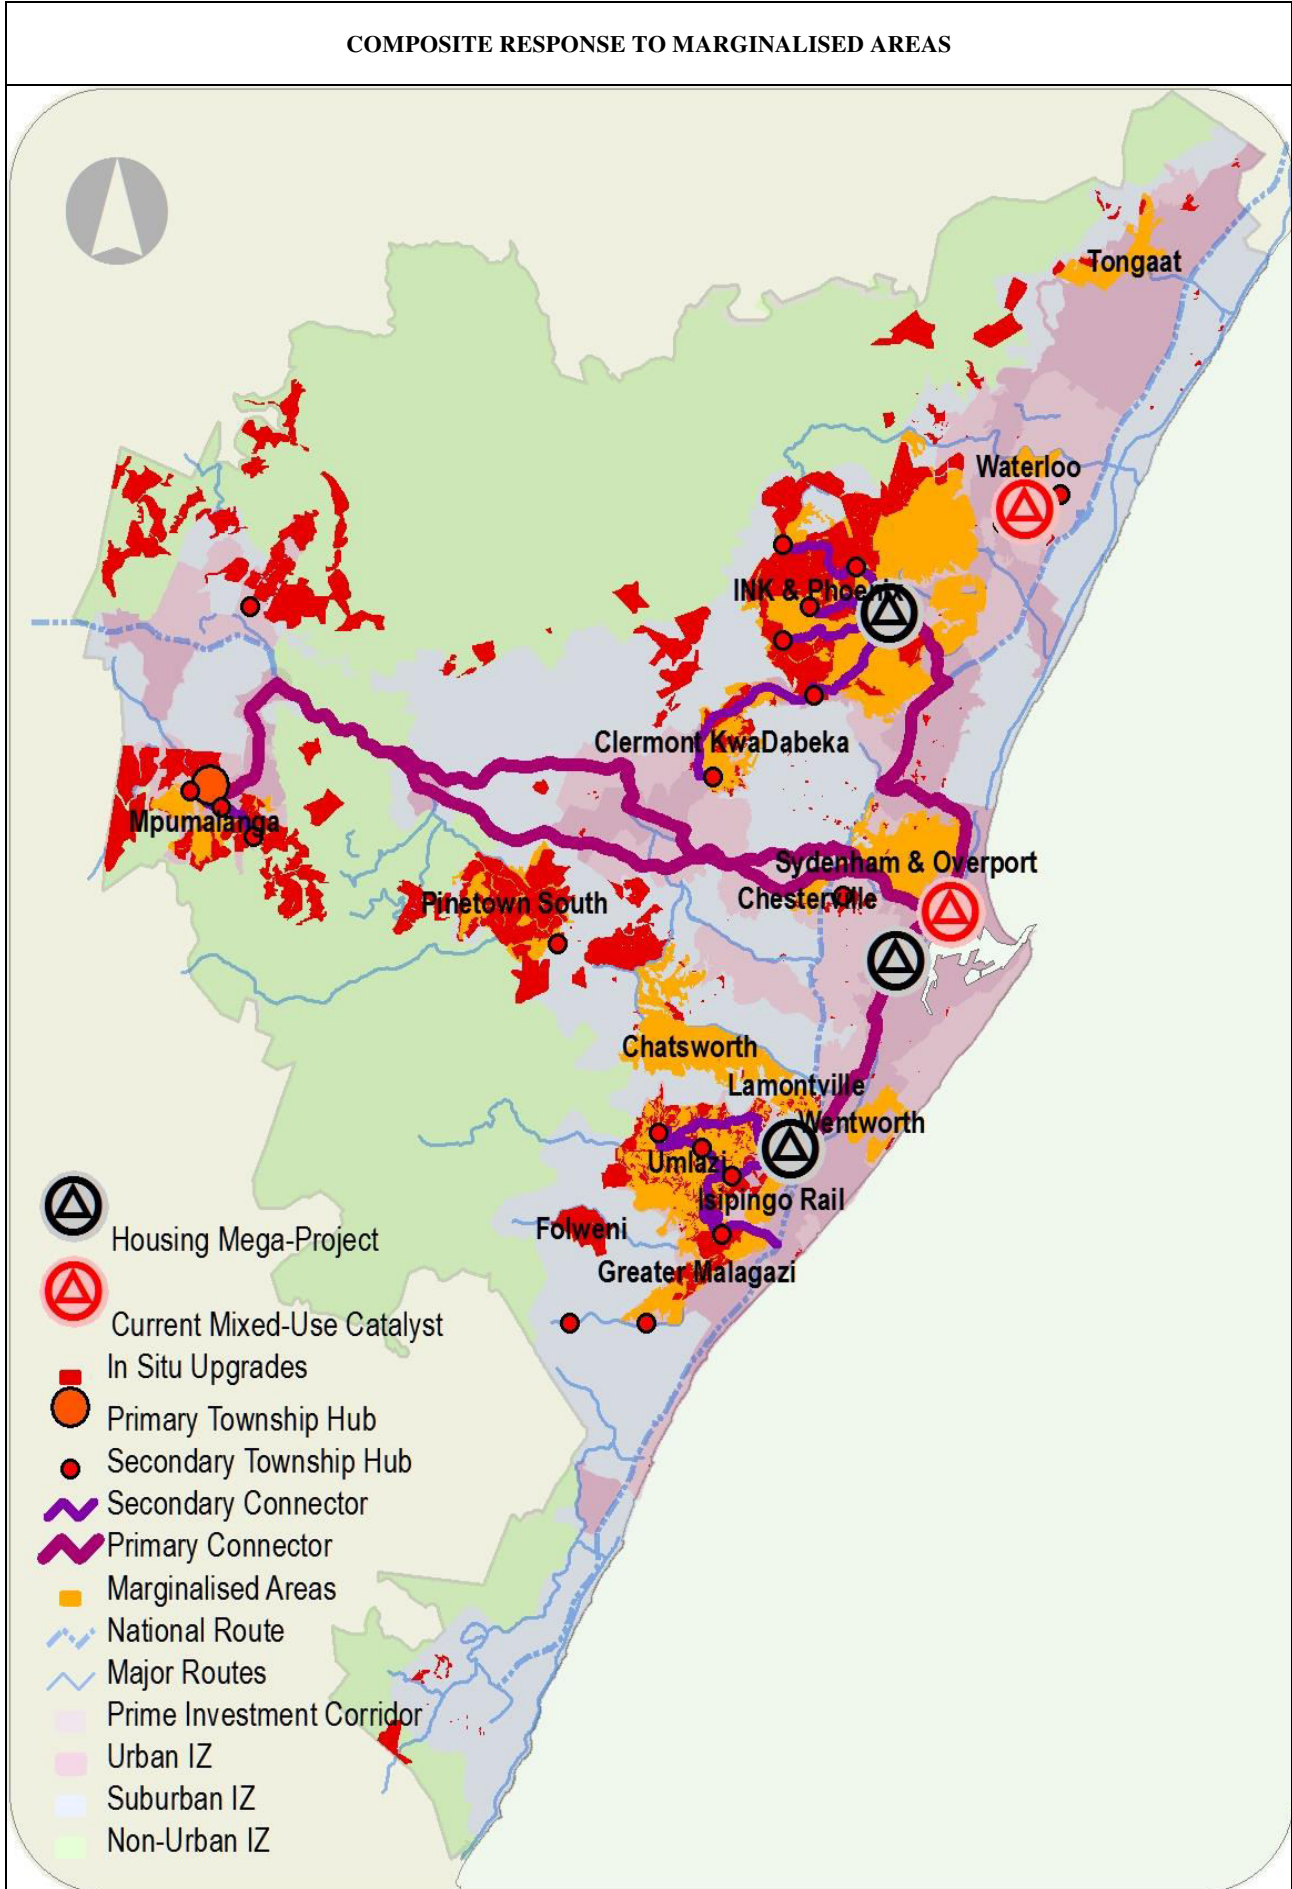 COMPOSITE RESPONSE TO MARGINALISED AREAS
Tongaat
Waterloo
INK & Phoenix
Clermont KwaDabeka
Mpumalanga
Sydenham & Overport
Chesterville
Pinetown South
Chatsworth
Lamontville
Wentworth
Umlazi
Isipingo Rail
Folweni
Greater Malagazi
Housing Mega-Project
Current Mixed-Use Catalyst
In Situ Upgrades
Primary Township Hub
Secondary Township Hub
Secondary Connector
Primary Connector
Marginalised Areas
National Route
Major Routes
Prime Investment Corridor
Urban IZ
Suburban IZ
Non-Urban IZ